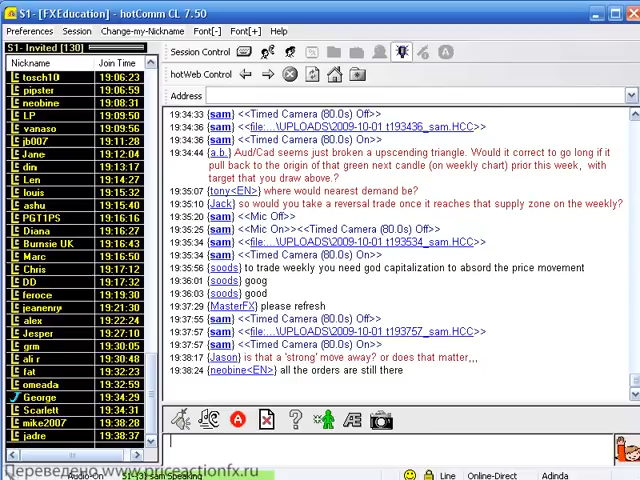 S1- [FXEducation] - hotComm CL 7.50
Preferences Session Change-my-Nickname Font[-] Font[+] Help
S1- Invited [130]
Session Control
Nickname Join Time
hotWeb Control
Address
tosch10 19:06:23
pipster 19:06:59
neobine 19:08:31
LP 19:09:09
vanaso 19:09:56
jb007 19:11:28
Jane 19:12:04
din 19:13:17
Len 19:14:27
louis 19:15:32
ashu 19:15:40
PGT1PS 19:16:16
Diana 19:16:27
Burnsie UK 19:16:43
Marc 19:16:50
Chris 19:17:12
DD 19:17:32
feroce 19:19:30
jeanenry 19:21:30
alex 19:22:24
Jesper 19:27:10
grm 19:30:05
ali r 19:30:48
fat 19:32:23
omeada 19:32:59
George 19:34:29
Scarlett 19:34:31
mike2007 19:38:28
jadre 19:38:37
19:34:33 {sam} <<Timed Camera (80.0s) Off>>
19:34:36 {sam} <<file:...\UPLOADS\2009-10-01 t193436_sam.HCC>>
19:34:36 {sam} <<Timed Camera (80.0s) On>>
19:34:44 {a.b.} Aud/Cad seems just broken a upscending triangle. Would it correct to go long if it
pull back to the origin of that green next candle (on weekly chart) prior this week, with
target that you draw above.?
19:35:07 {tony<EN>} where would nearest demand be?
19:35:10 {Jack} so would you take a reversal trade once it reaches that supply zone on the weekly?
19:35:20 {sam} <<Mic Off>>
19:35:25 {sam} <<Mic On>><<Timed Camera (80.0s) Off>>
19:35:34 {sam} <<file:...\UPLOADS\2009-10-01 t193534_sam.HCC>>
19:35:34 {sam} <<Timed Camera (80.0s) On>>
19:35:56 {soods} to trade weekly you need god capitalization to absord the price movement
19:36:01 {soods} goog
19:36:03 {soods} good
19:37:29 {MasterFX} please refresh
19:37:55 {sam} <<Timed Camera (80.0s) Off>>
19:37:57 {sam} <<file:...\UPLOADS\2009-10-01 t193757_sam.HCC>>
19:37:57 {sam} <<Timed Camera (80.0s) On>>
19:38:17 {Jason} is that a 'strong' move away? or does that matter,,,
19:38:24 {neobine<EN>} all the orders are still there
Переведено www.priceactionfx.ru
Audio-On S1-(3) sam Speaking Line Online-Direct Adinda